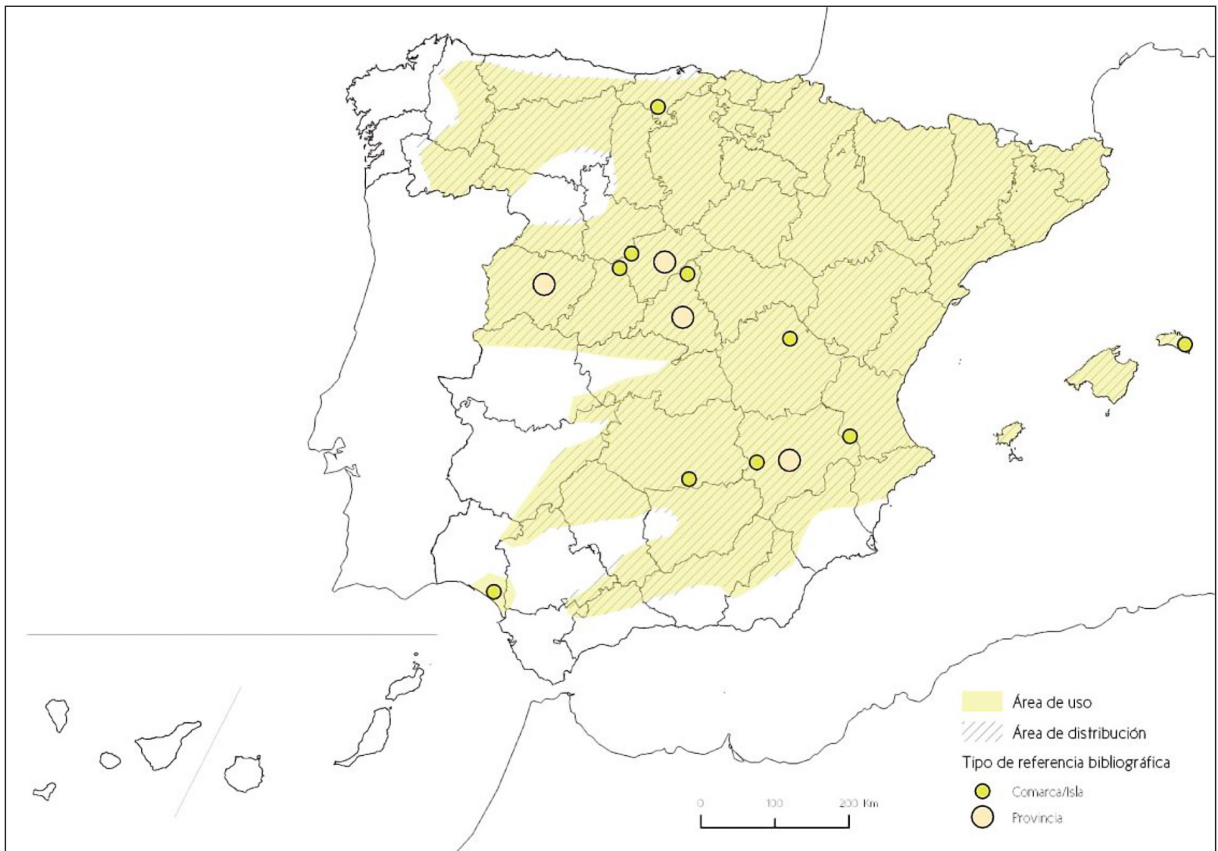 Área de uso
Área de distribución
Tipo de referencia bibliográfica
Comarca/Isla
Provincia
0 100 200 Km